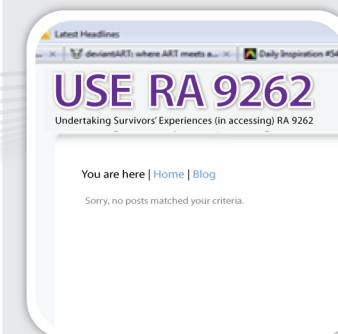 Latest Headlines
deviantART: where ART meets a... Daily Inspiration #54
USE RA 9262
Undertaking Survivors' Experiences (in accessing) RA 9262
You are here | Home | Blog
Sorry, no posts matched your criteria.